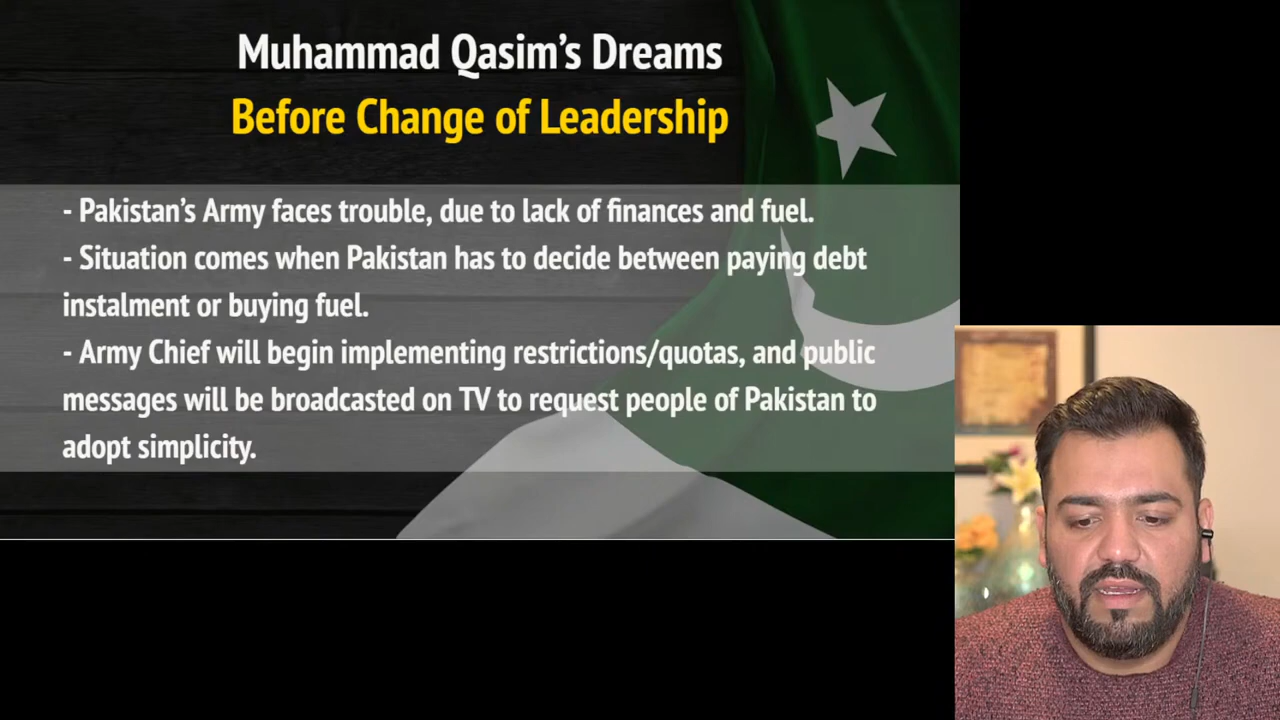 Muhammad Qasim's Dreams
Before Change of Leadership
- Pakistan's Army faces trouble, due to lack of finances and fuel.
- Situation comes when Pakistan has to decide between paying debt
instalment or buying fuel.
- Army Chief will begin implementing restrictions/quotas, and public
messages will be broadcasted on TV to request people of Pakistan to
adopt simplicity.